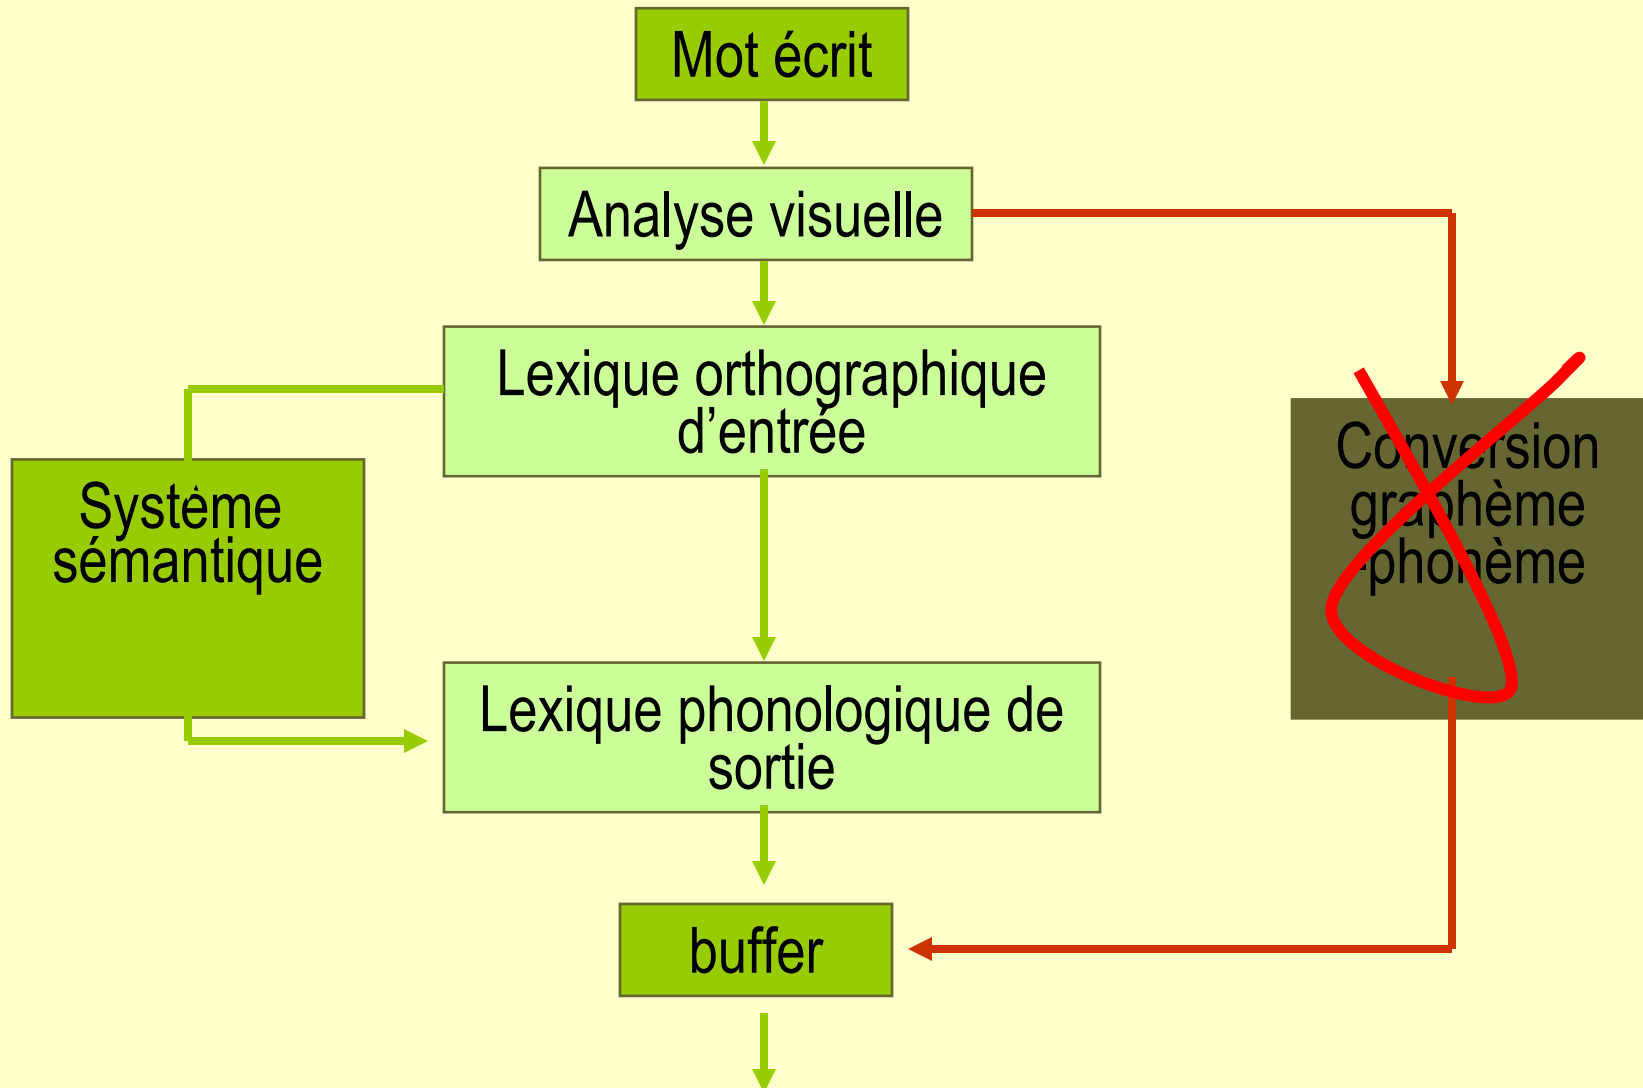 Mot écrit
Analyse visuelle
Lexique orthographique
d’entrée
Système
sémantique
Conversion
graphème
-phonème
Lexique phonologique de
sortie
buffer